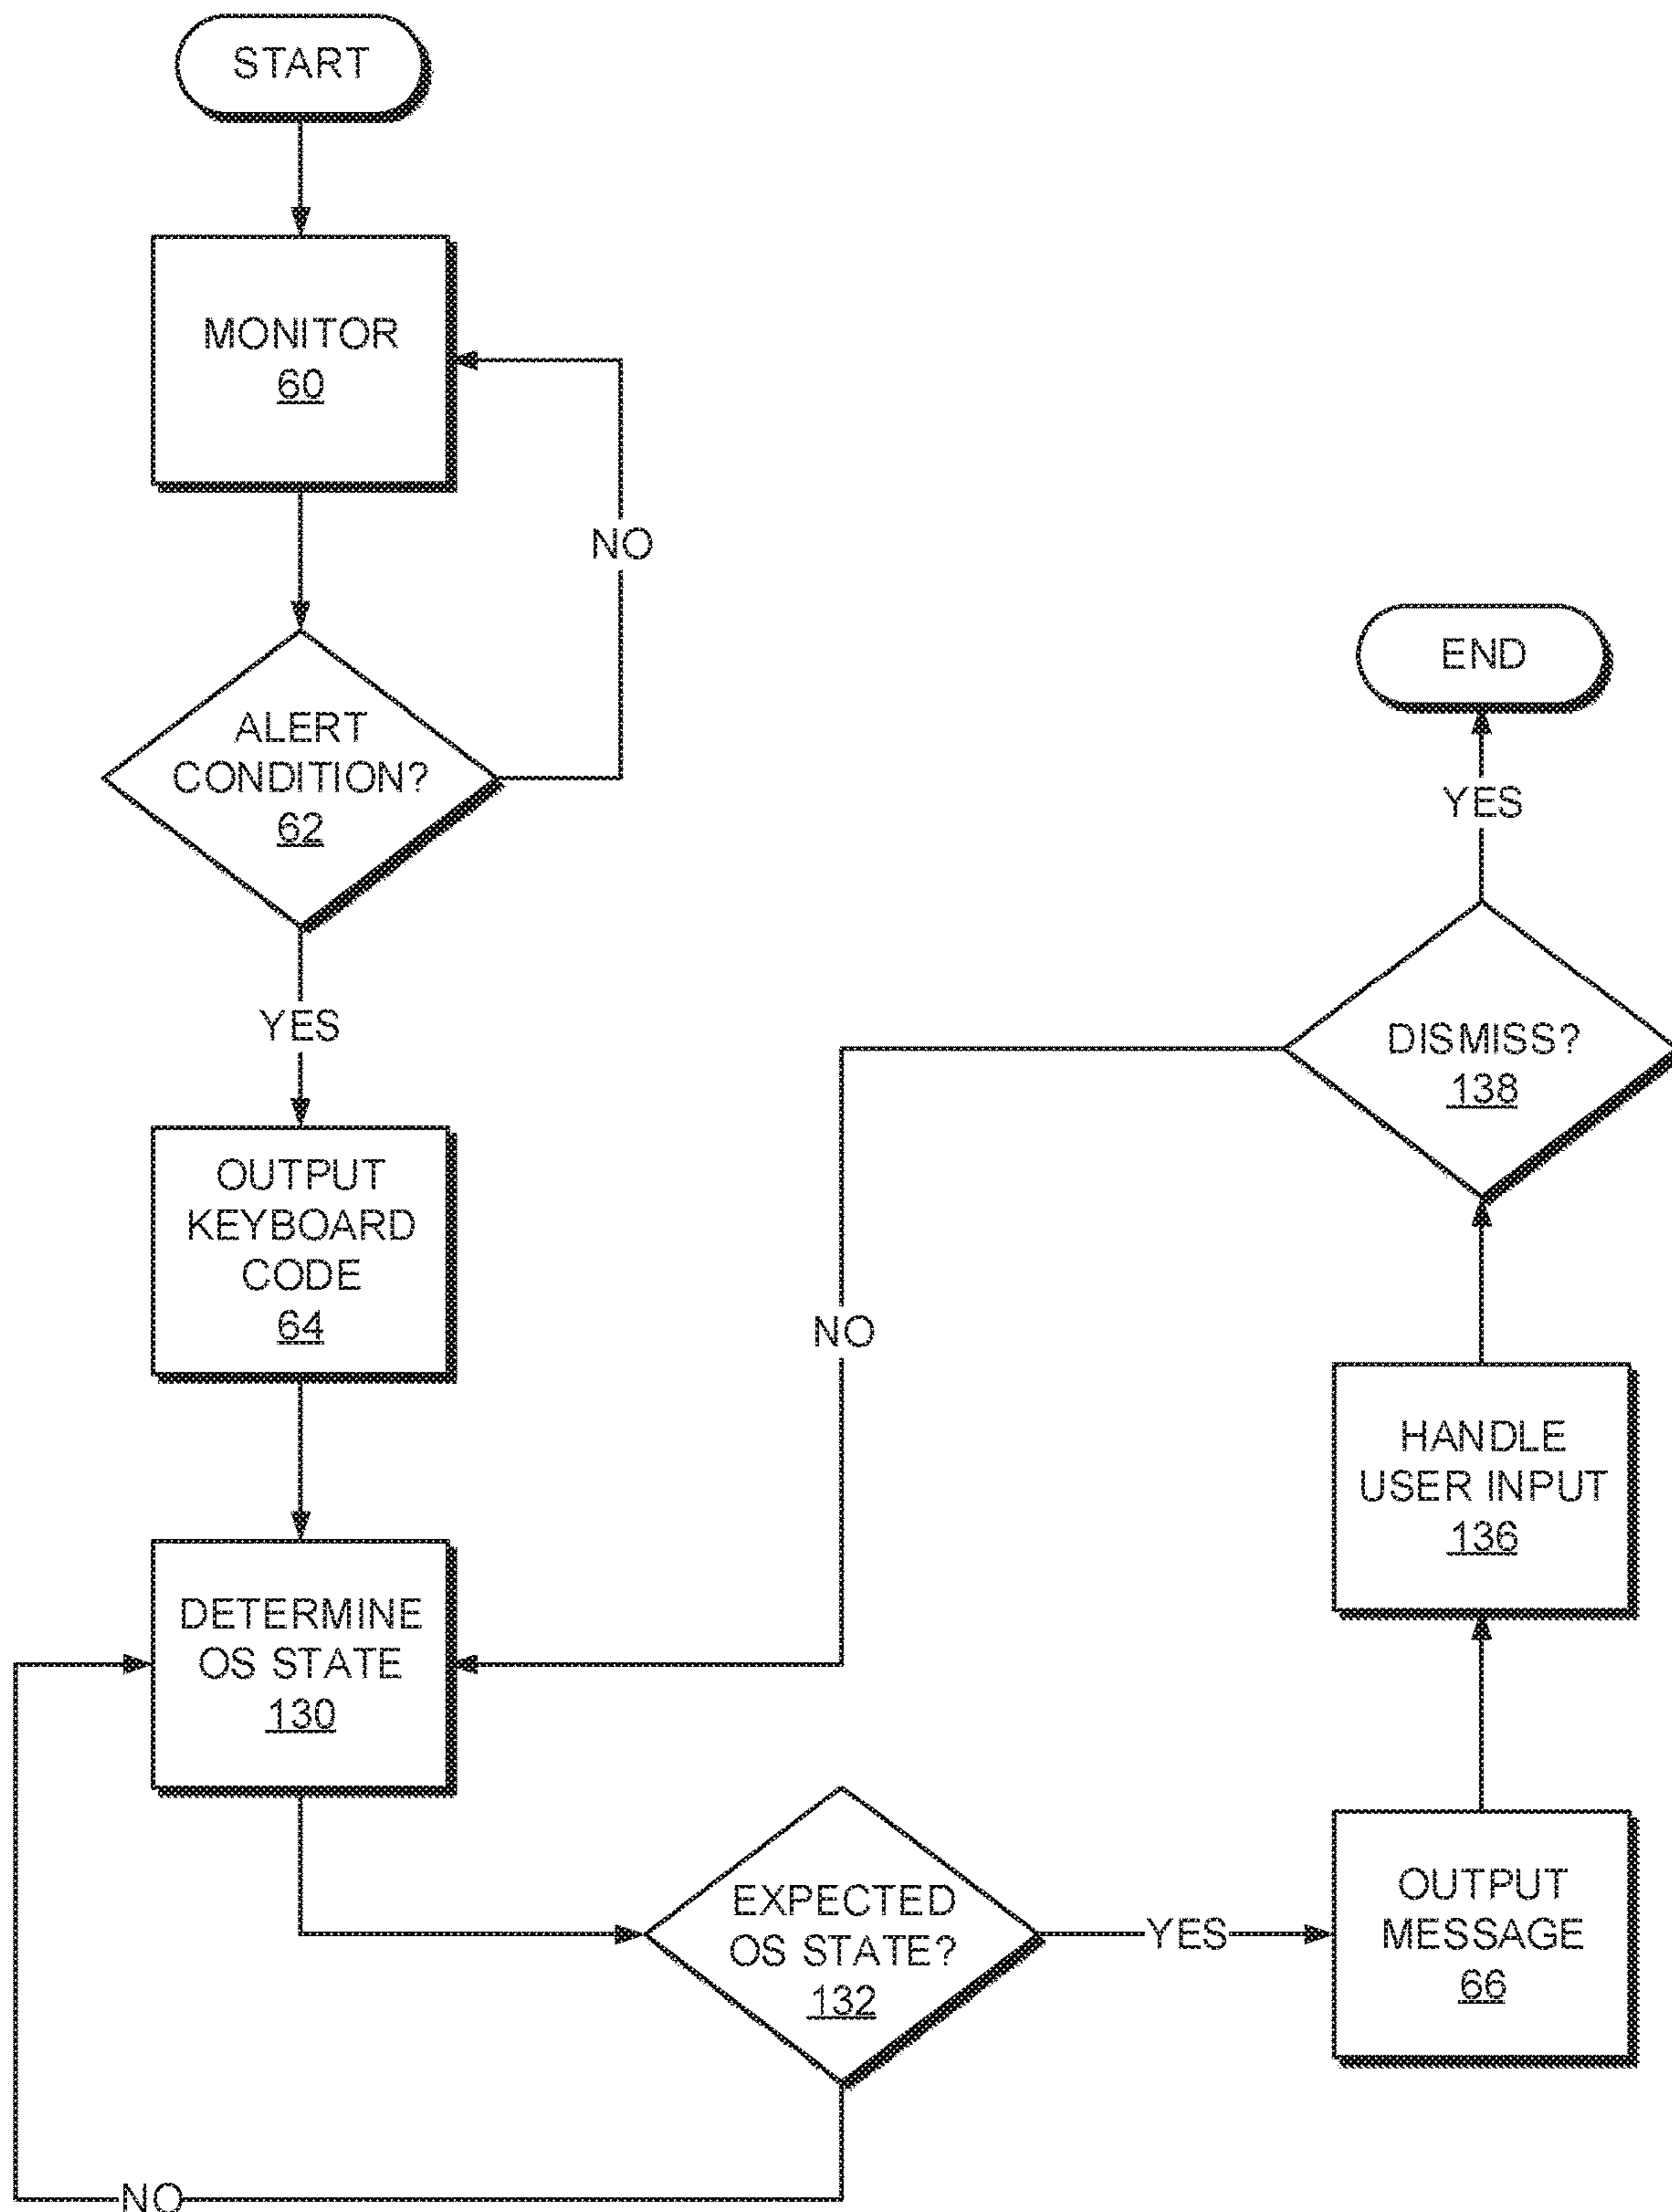 START
MONITOR
60
NO
ALERT
CONDITION?
62
YES
OUTPUT
KEYBOARD
CODE
64
DETERMINE
OS STATE
130
NO
EXPECTED
OS STATE?
132
YES
OUTPUT
MESSAGE
66
HANDLE
USER INPUT
136
DISMISS?
138
NO
YES
END